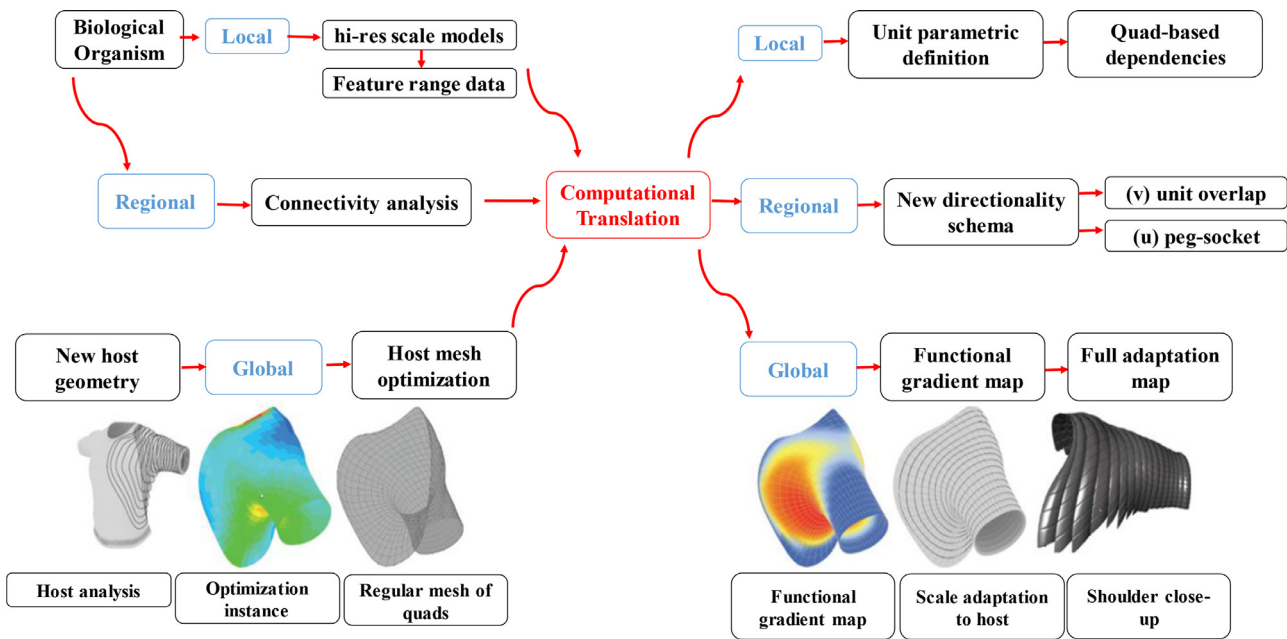 Biological
Organism
Local
hi-res scale models
Feature range data
Regional
Connectivity analysis
New host
geometry
Global
Host mesh
optimization
Computational
Translation
Local
Unit parametric
definition
Quad-based
dependencies
Regional
New directionality
schema
(v) unit overlap
(u) peg-socket
Global
Functional
gradient map
Full adaptation
map
Host analysis
Optimization
instance
Regular mesh of
quads
Functional
gradient map
Scale adaptation
to host
Shoulder close-
up